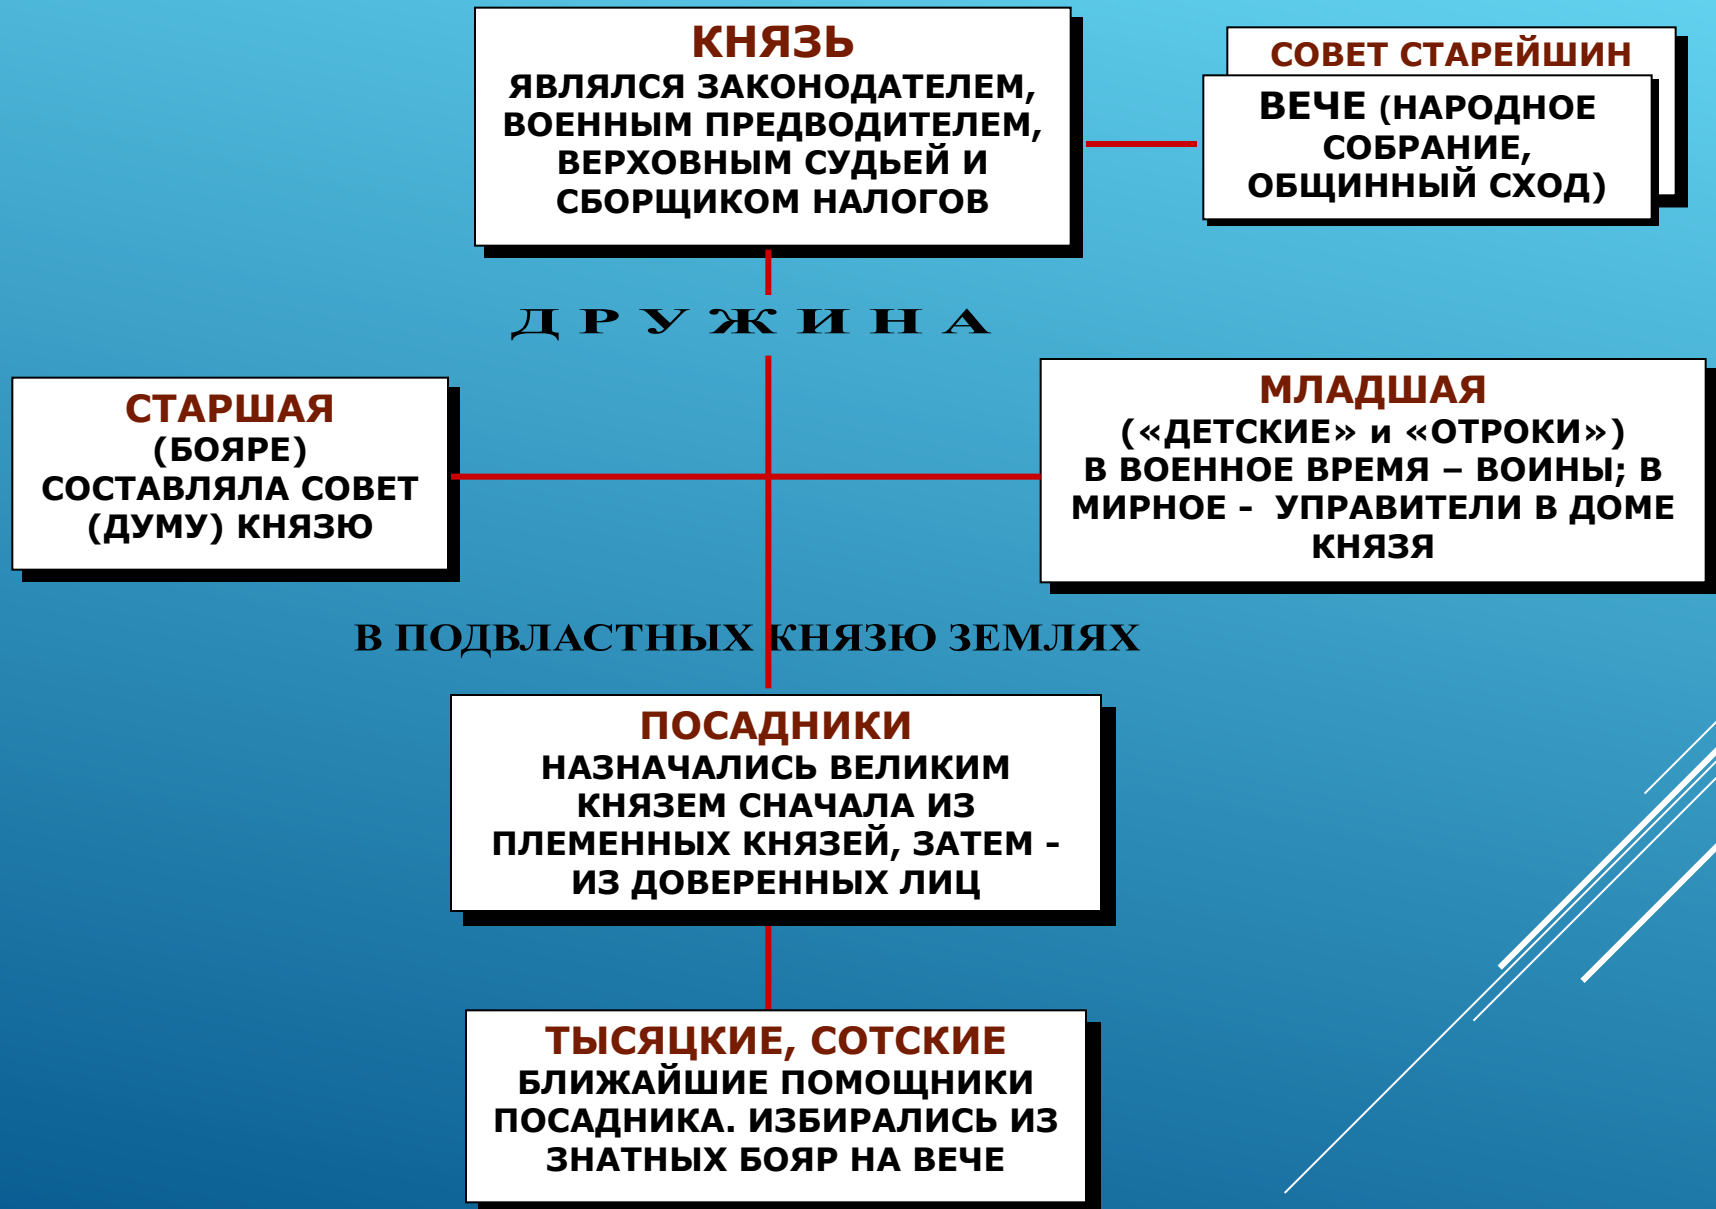 КНЯЗЬ
ЯВЛЯЛСЯ ЗАКОНОДАТЕЛЕМ,
ВОЕННЫМ ПРЕДВОДИТЕЛЕМ,
ВЕРХОВНЫМ СУДЬЕЙ И
СБОРЩИКОМ НАЛОГОВ
СОВЕТ СТАРЕЙШИН
ВЕЧЕ (НАРОДНОЕ
СОБРАНИЕ,
ОБЩИННЫЙ СХОД)
Д Р У Ж И Н А
СТАРШАЯ
(БОЯРЕ)
СОСТАВЛЯЛА СОВЕТ
(ДУМУ) КНЯЗЮ
МЛАДШАЯ
(«ДЕТСКИЕ» и «ОТРОКИ»)
В ВОЕННОЕ ВРЕМЯ – ВОИНЫ; В
МИРНОЕ - УПРАВИТЕЛИ В ДОМЕ
КНЯЗЯ
В ПОДВЛАСТНЫХ КНЯЗЮ ЗЕМЛЯХ
ПОСАДНИКИ
НАЗНАЧАЛИСЬ ВЕЛИКИМ
КНЯЗЕМ СНАЧАЛА ИЗ
ПЛЕМЕННЫХ КНЯЗЕЙ, ЗАТЕМ -
ИЗ ДОВЕРЕННЫХ ЛИЦ
ТЫСЯЦКИЕ, СОТСКИЕ
БЛИЖАЙШИЕ ПОМОЩНИКИ
ПОСАДНИКА. ИЗБИРАЛИСЬ ИЗ
ЗНАТНЫХ БОЯР НА ВЕЧЕ